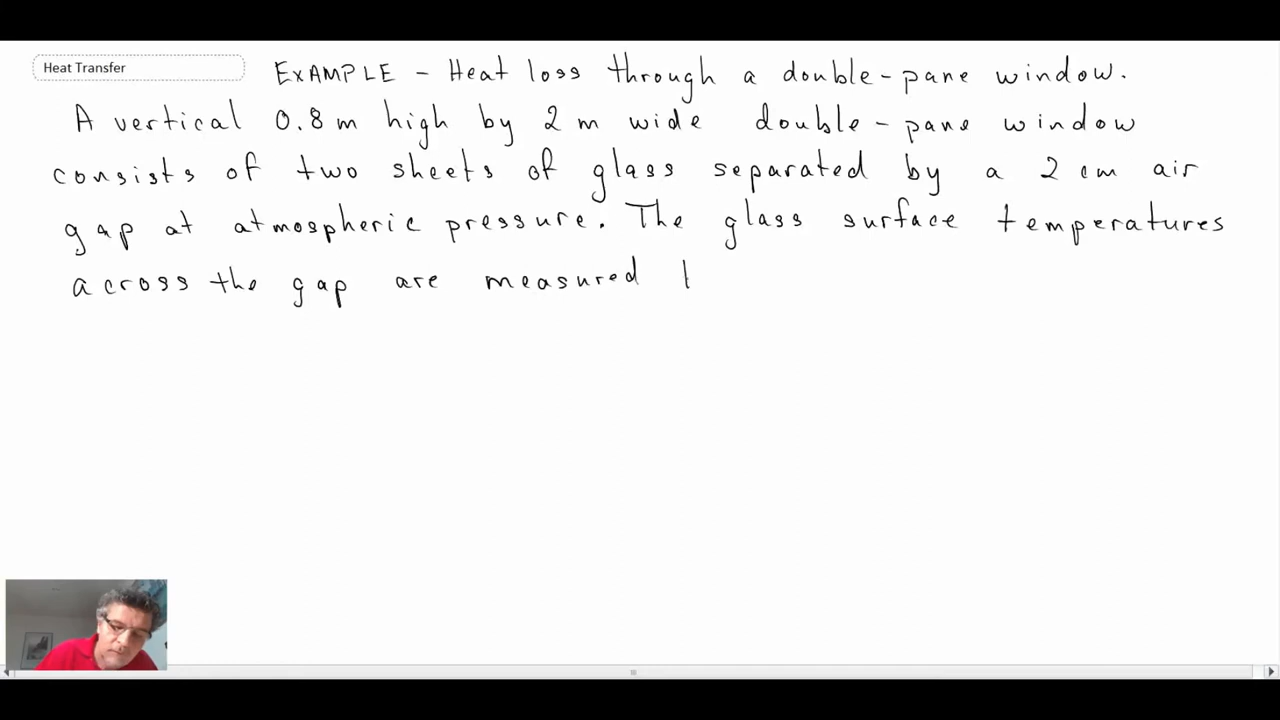 Heat Transfer
EXAMPLE - Heat loss through a double-pane window.
A vertical 0.8 m high by 2 m wide double-pane window
consists of two sheets of glass separated by a 2 cm air
gap at atmospheric pressure. The glass surface temperatures
across the gap are measured